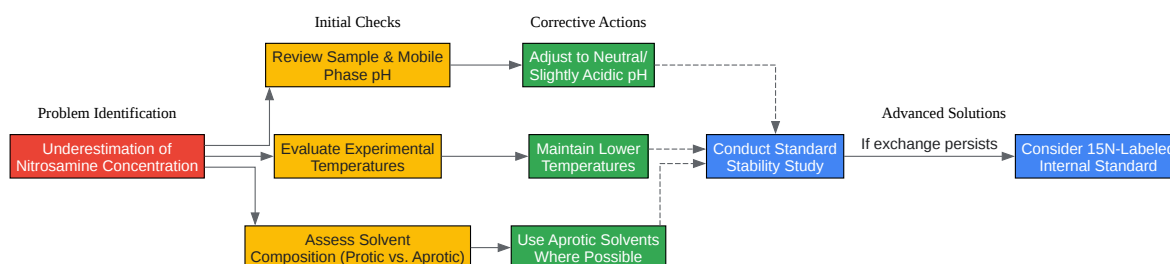 Initial Checks
Corrective Actions
Review Sample & Mobile
Phase pH
Adjust to Neutral/
Slightly Acidic pH
Problem Identification
Advanced Solutions
Underestimation of
Nitrosamine Concentration
Evaluate Experimental
Temperatures
Maintain Lower
Temperatures
Conduct Standard
Stability Study
If exchange persists
Consider 15N-Labeled
Internal Standard
Assess Solvent
Composition (Protic vs. Aprotic)
Use Aprotic Solvents
Where Possible